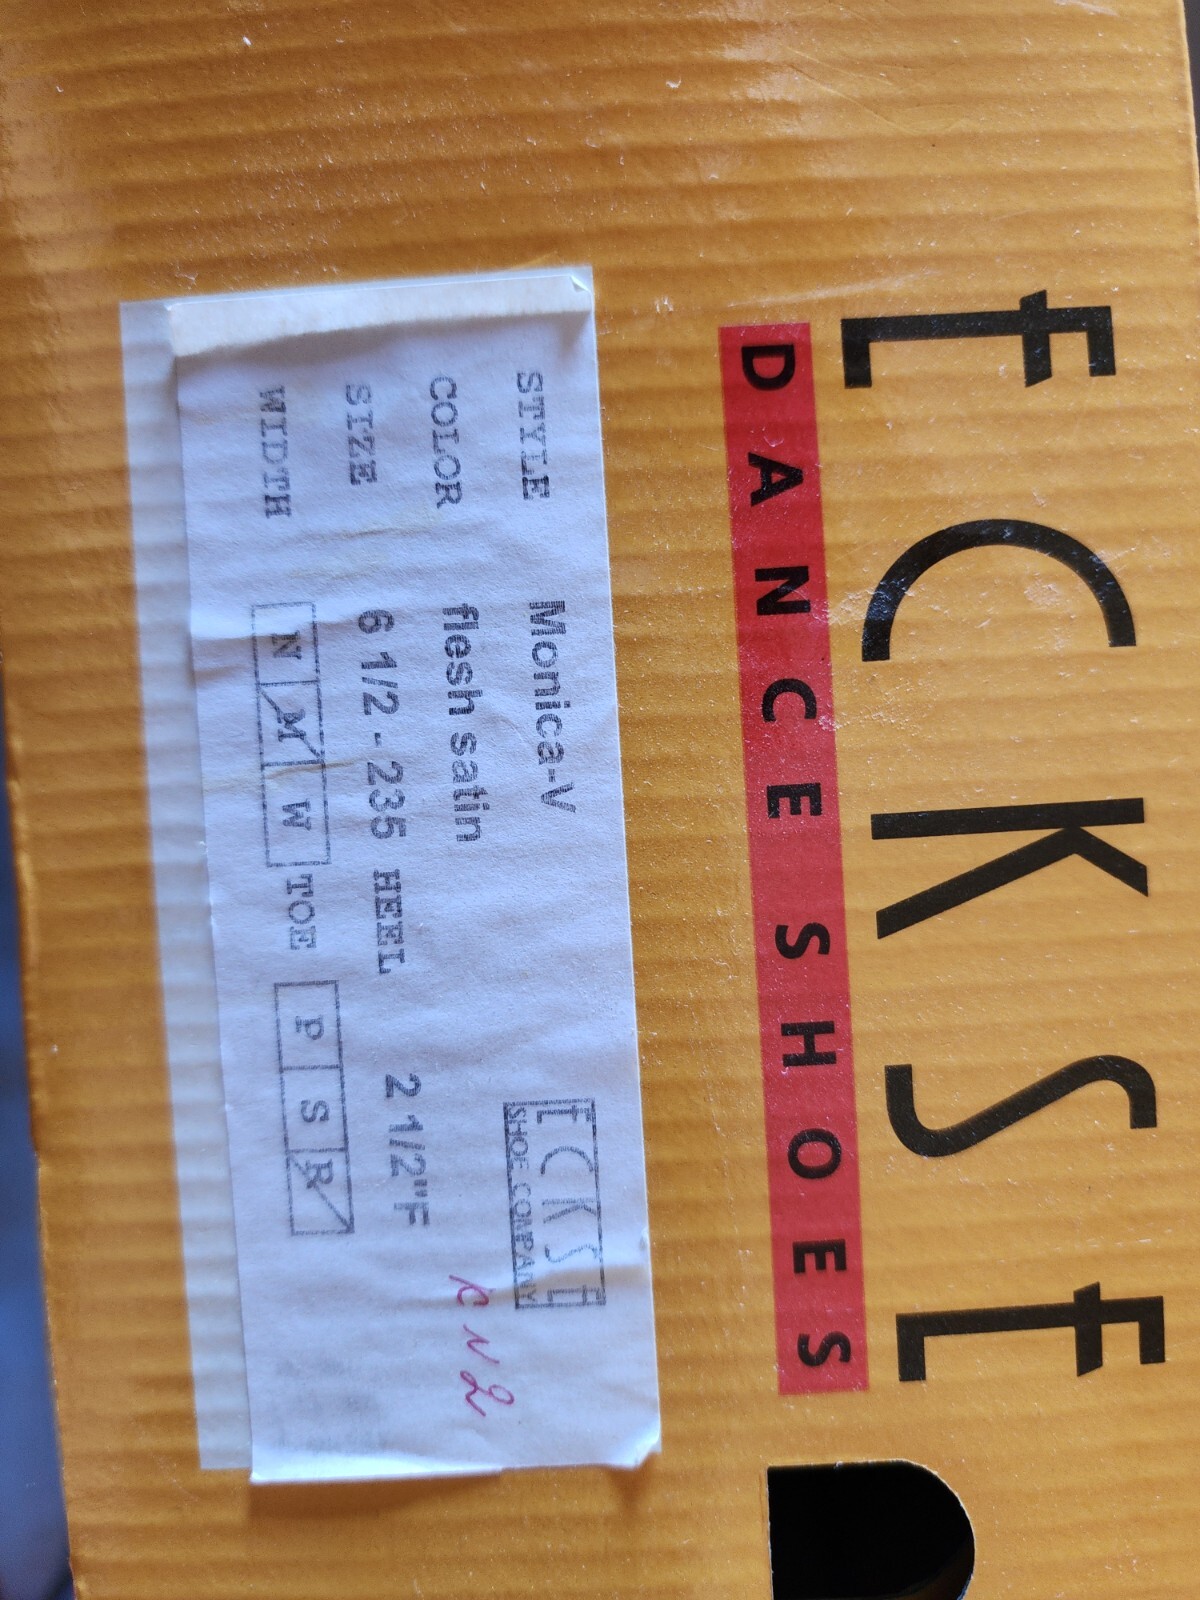 ECKSE
DANCE SHOES
ECKSE
SHOE COMPANY
STYLE Monica-V
COLOR flesh satin
SIZE 6 1/2 - 235 HEEL 2 1/2"F
WIDTH N M W TOE P S R